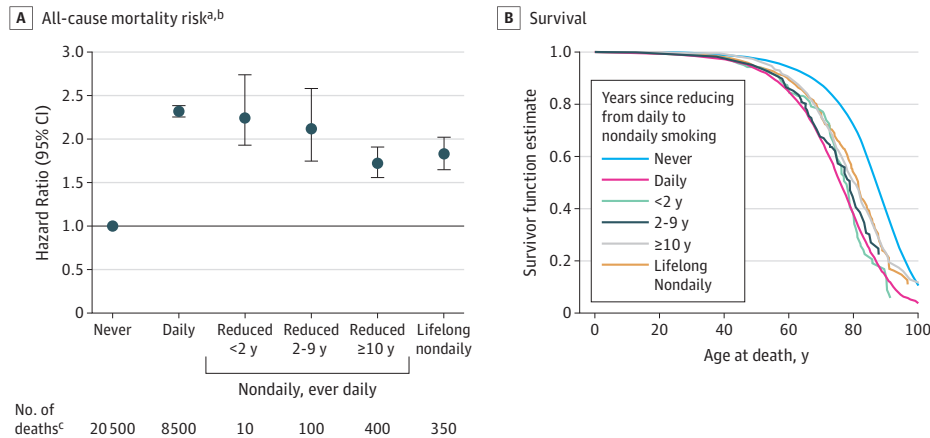 A All-cause mortality risk^a,b
Hazard Ratio (95% CI)
3.0
2.5
2.0
1.5
1.0
0.5
0
Never Daily Reduced <2 y Reduced 2-9 y Reduced ≥10 y Lifelong nondaily
Nondaily, ever daily
No. of
deaths^c 20 500 8500 10 100 400 350
B Survival
Survivor function estimate
1.0
0.8
0.6
0.4
0.2
0
Years since reducing
from daily to
nondaily smoking
Never
Daily
<2 y
2-9 y
≥10 y
Lifelong
Nondaily
0 20 40 60 80 100
Age at death, y